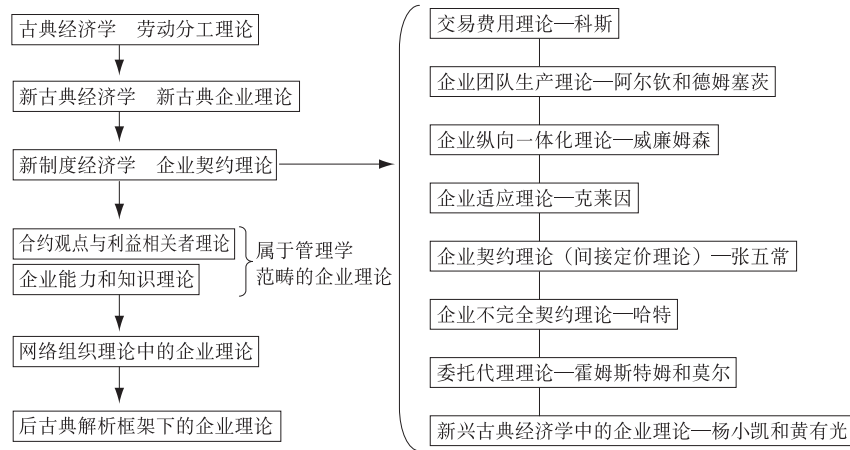 古典经济学 劳动分工理论
新古典经济学 新古典企业理论
新制度经济学 企业契约理论
合约观点与利益相关者理论
企业能力和知识理论
属于管理学
范畴的企业理论
网络组织理论中的企业理论
后古典解析框架下的企业理论
交易费用理论—科斯
企业团队生产理论—阿尔钦和德姆塞茨
企业纵向一体化理论—威廉姆森
企业适应理论—克莱因
企业契约理论（间接定价理论）—张五常
企业不完全契约理论—哈特
委托代理理论—霍姆斯特姆和莫尔
新兴古典经济学中的企业理论—杨小凯和黄有光